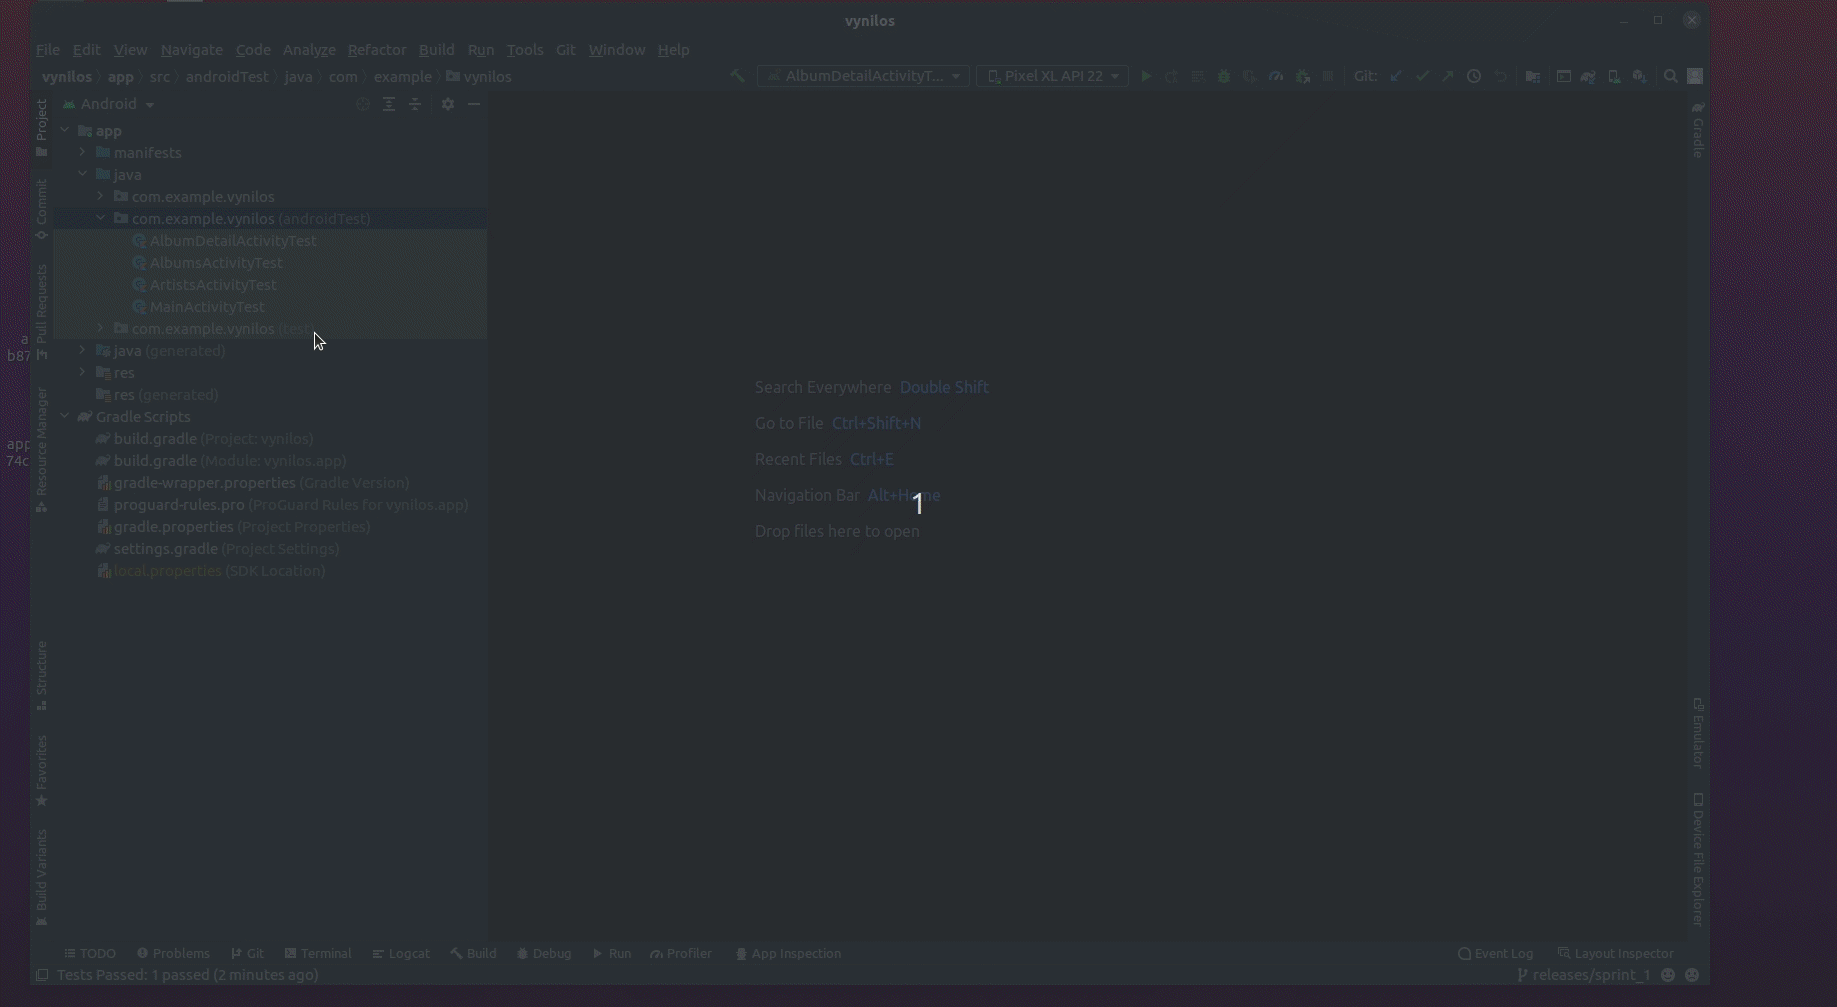 vynilos
File Edit View Navigate Code Analyze Refactor Build Run Tools Git Window Help
vynilos app src androidTest java com example vynilos
AlbumDetailActivityT... Pixel XL API 22 Git:
Project
Commit
Pull Requests
Resource Manager
Structure
Favorites
Build Variants
Android
app
manifests
java
com.example.vynilos
com.example.vynilos (androidTest)
AlbumDetailActivityTest
AlbumsActivityTest
ArtistsActivityTest
MainActivityTest
com.example.vynilos (test)
java (generated)
res
res (generated)
Gradle Scripts
build.gradle (Project: vynilos)
build.gradle (Module: vynilos.app)
gradle-wrapper.properties (Gradle Version)
proguard-rules.pro (ProGuard Rules for vynilos.app)
gradle.properties (Project Properties)
settings.gradle (Project Settings)
local.properties (SDK Location)
a
b87
app
74c
Search Everywhere Double Shift
Go to File Ctrl+Shift+N
Recent Files Ctrl+E
Navigation Bar Alt+Home
1
Drop files here to open
Gradle
Emulator
Device File Explorer
TODO Problems Git Terminal Logcat Build Debug Run Profiler App Inspection Event Log Layout Inspector
Tests Passed: 1 passed (2 minutes ago) releases/sprint_1